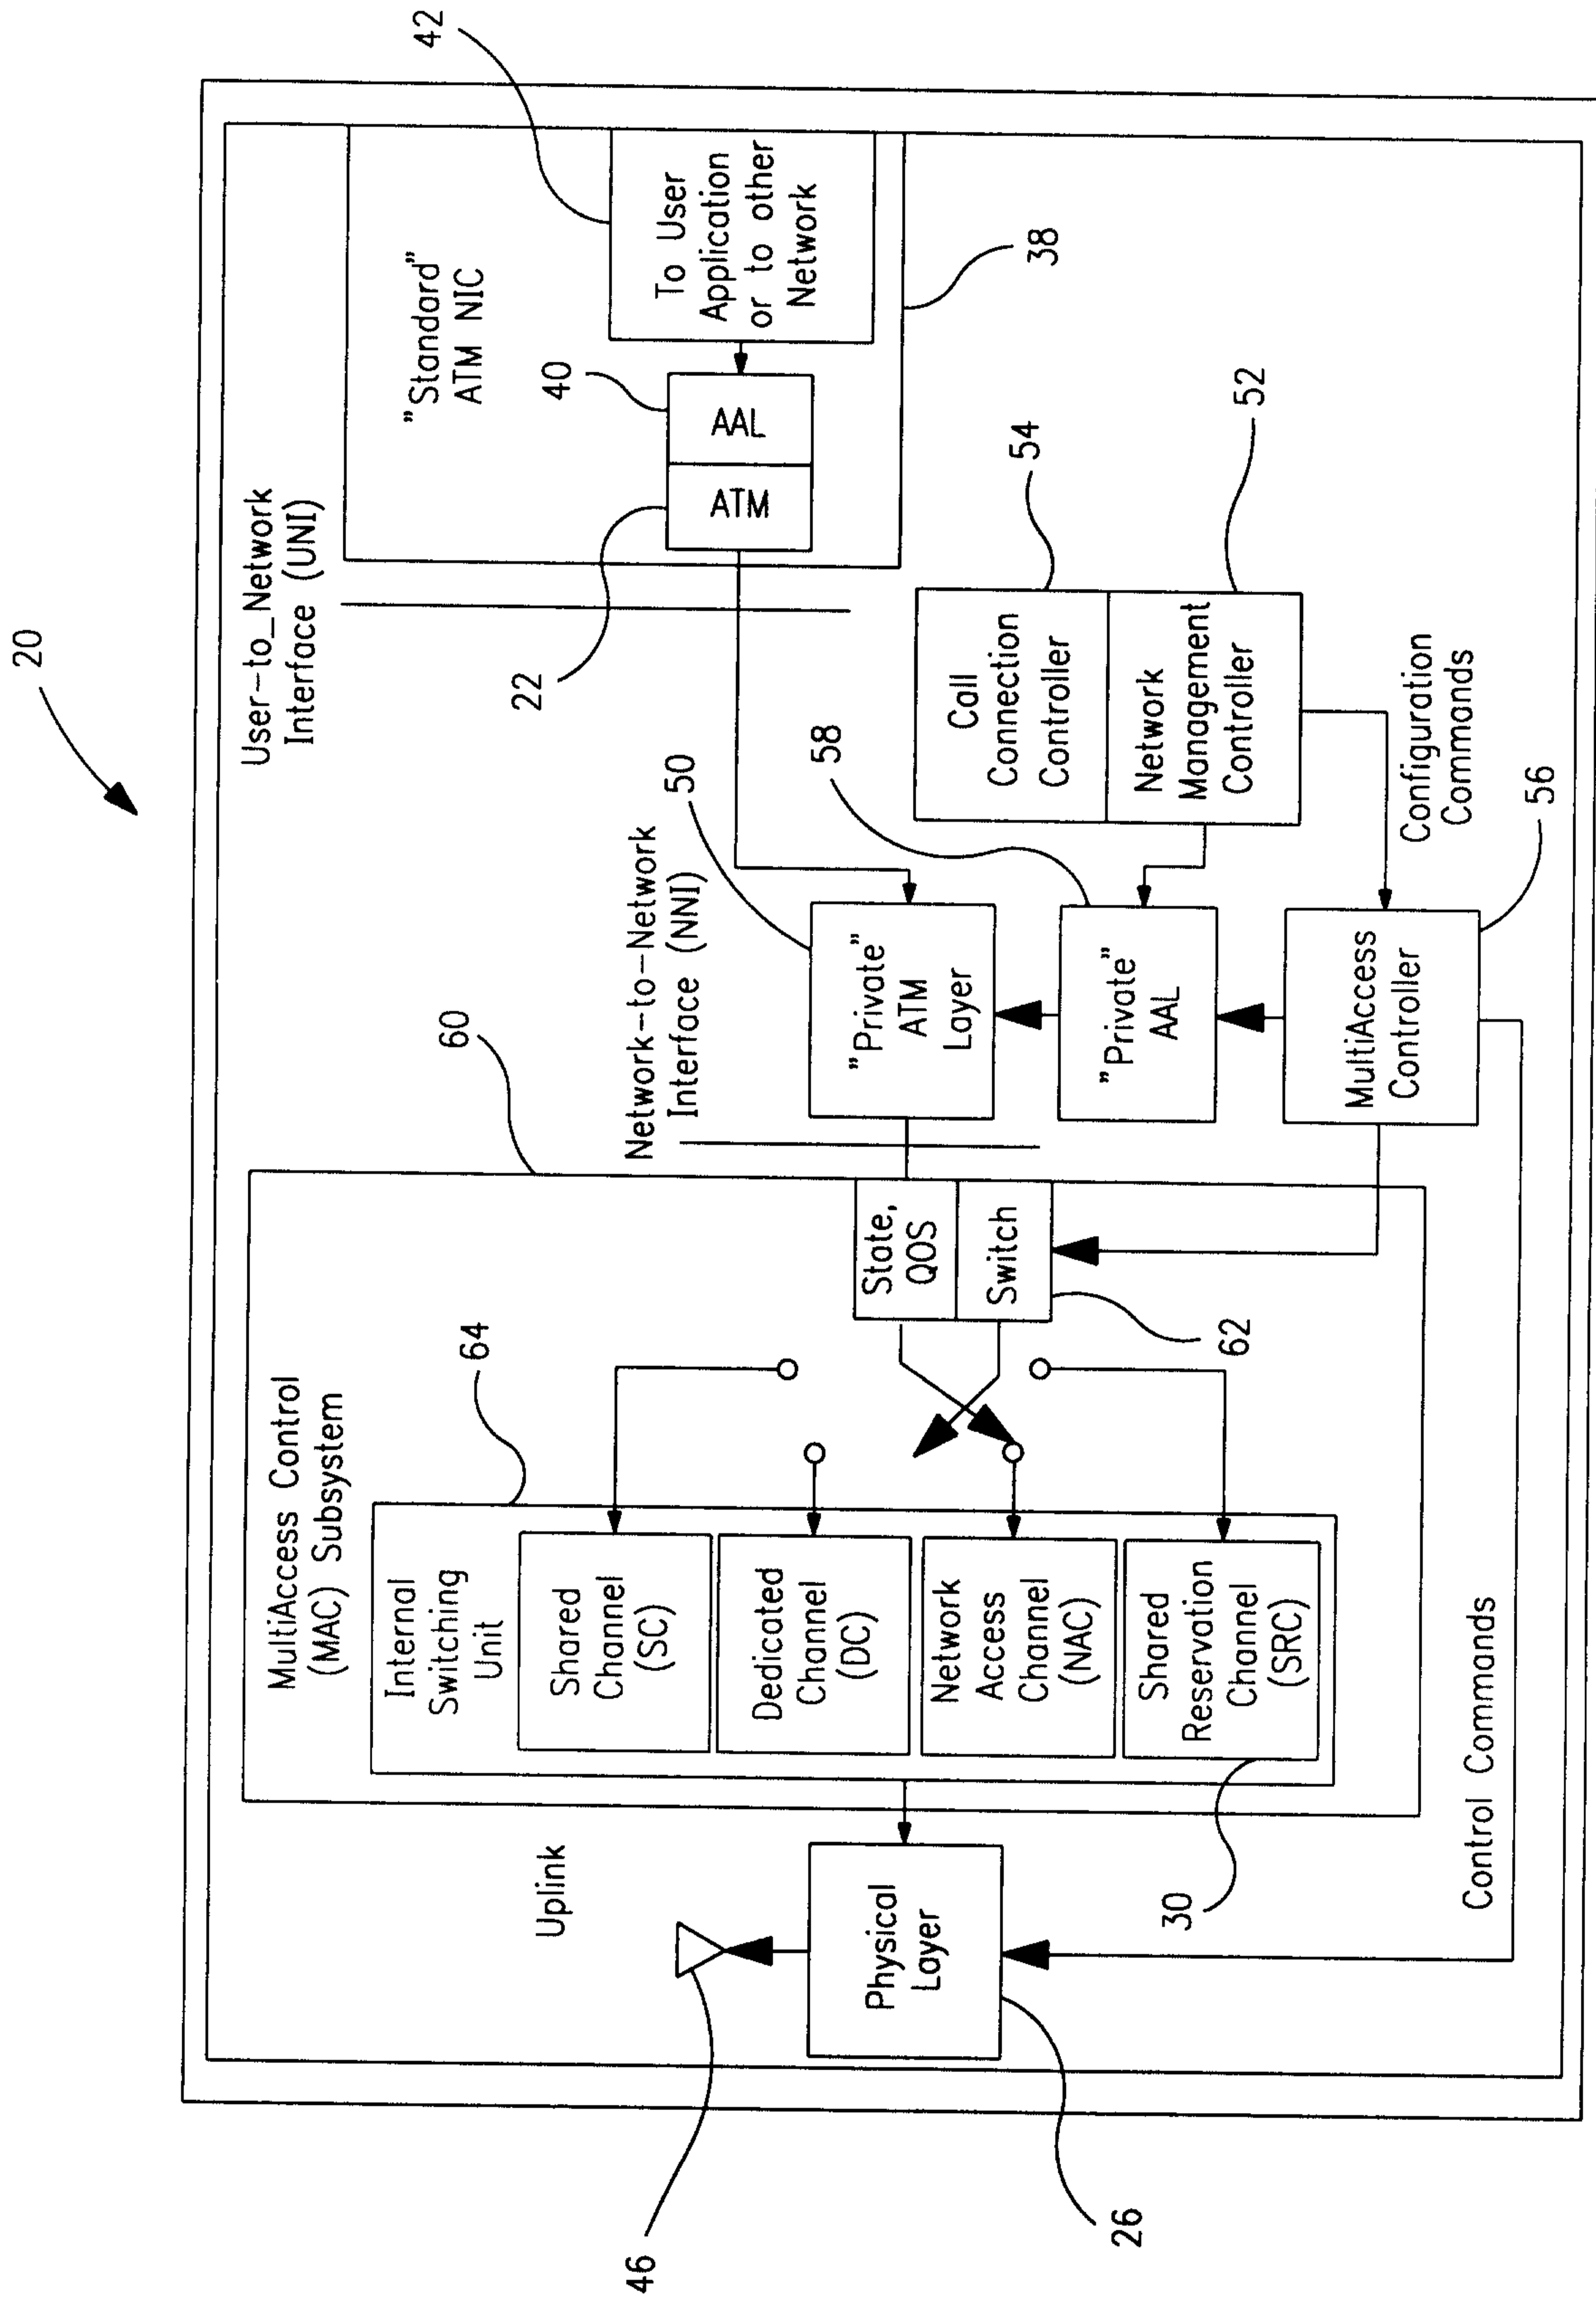 20
42
User-to_Network
Interface (UNI)
"Standard"
ATM NIC
To User
Application
or to other
Network
40
AAL
ATM
22
38
54
Call
Connection
Controller
Network
Management
Controller
52
Configuration
Commands
56
58
50
Network-to-Network
Interface (NNI)
"Private"
ATM
Layer
"Private"
AAL
MultiAccess
Controller
60
MultiAccess Control
(MAC) Subsystem
64
State,
QOS
Switch
62
Internal
Switching
Unit
Shared
Channel
(SC)
Dedicated
Channel
(DC)
Network
Access
Channel
(NAC)
Shared
Reservation
Channel
(SRC)
30
Control Commands
Uplink
Physical
Layer
46
26